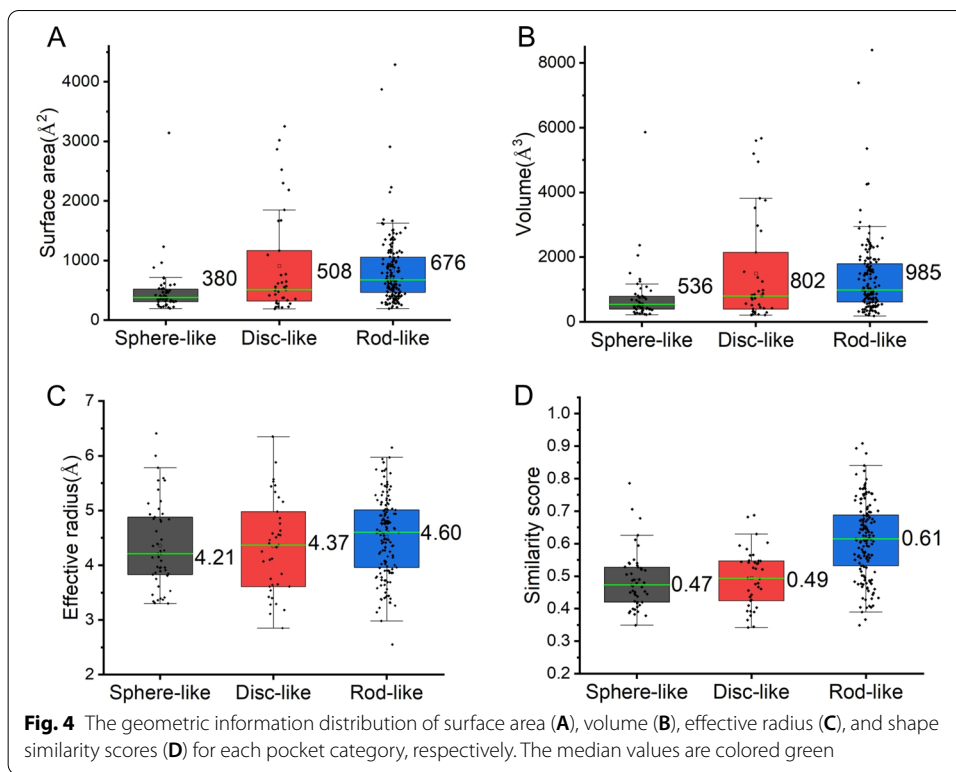 A
Surface area(Å²)
4000
3000
2000
1000
0
380
508
676
Sphere-like Disc-like Rod-like
B
Volume(Å³)
8000
6000
4000
2000
0
536
802
985
Sphere-like Disc-like Rod-like
C
Effective radius(Å)
7
6
5
4
3
2
4.21
4.37
4.60
Sphere-like Disc-like Rod-like
D
Similarity score
1.0
0.9
0.8
0.7
0.6
0.5
0.4
0.3
0.2
0.47
0.49
0.61
Sphere-like Disc-like Rod-like
Fig. 4 The geometric information distribution of surface area (A), volume (B), effective radius (C), and shape
similarity scores (D) for each pocket category, respectively. The median values are colored green